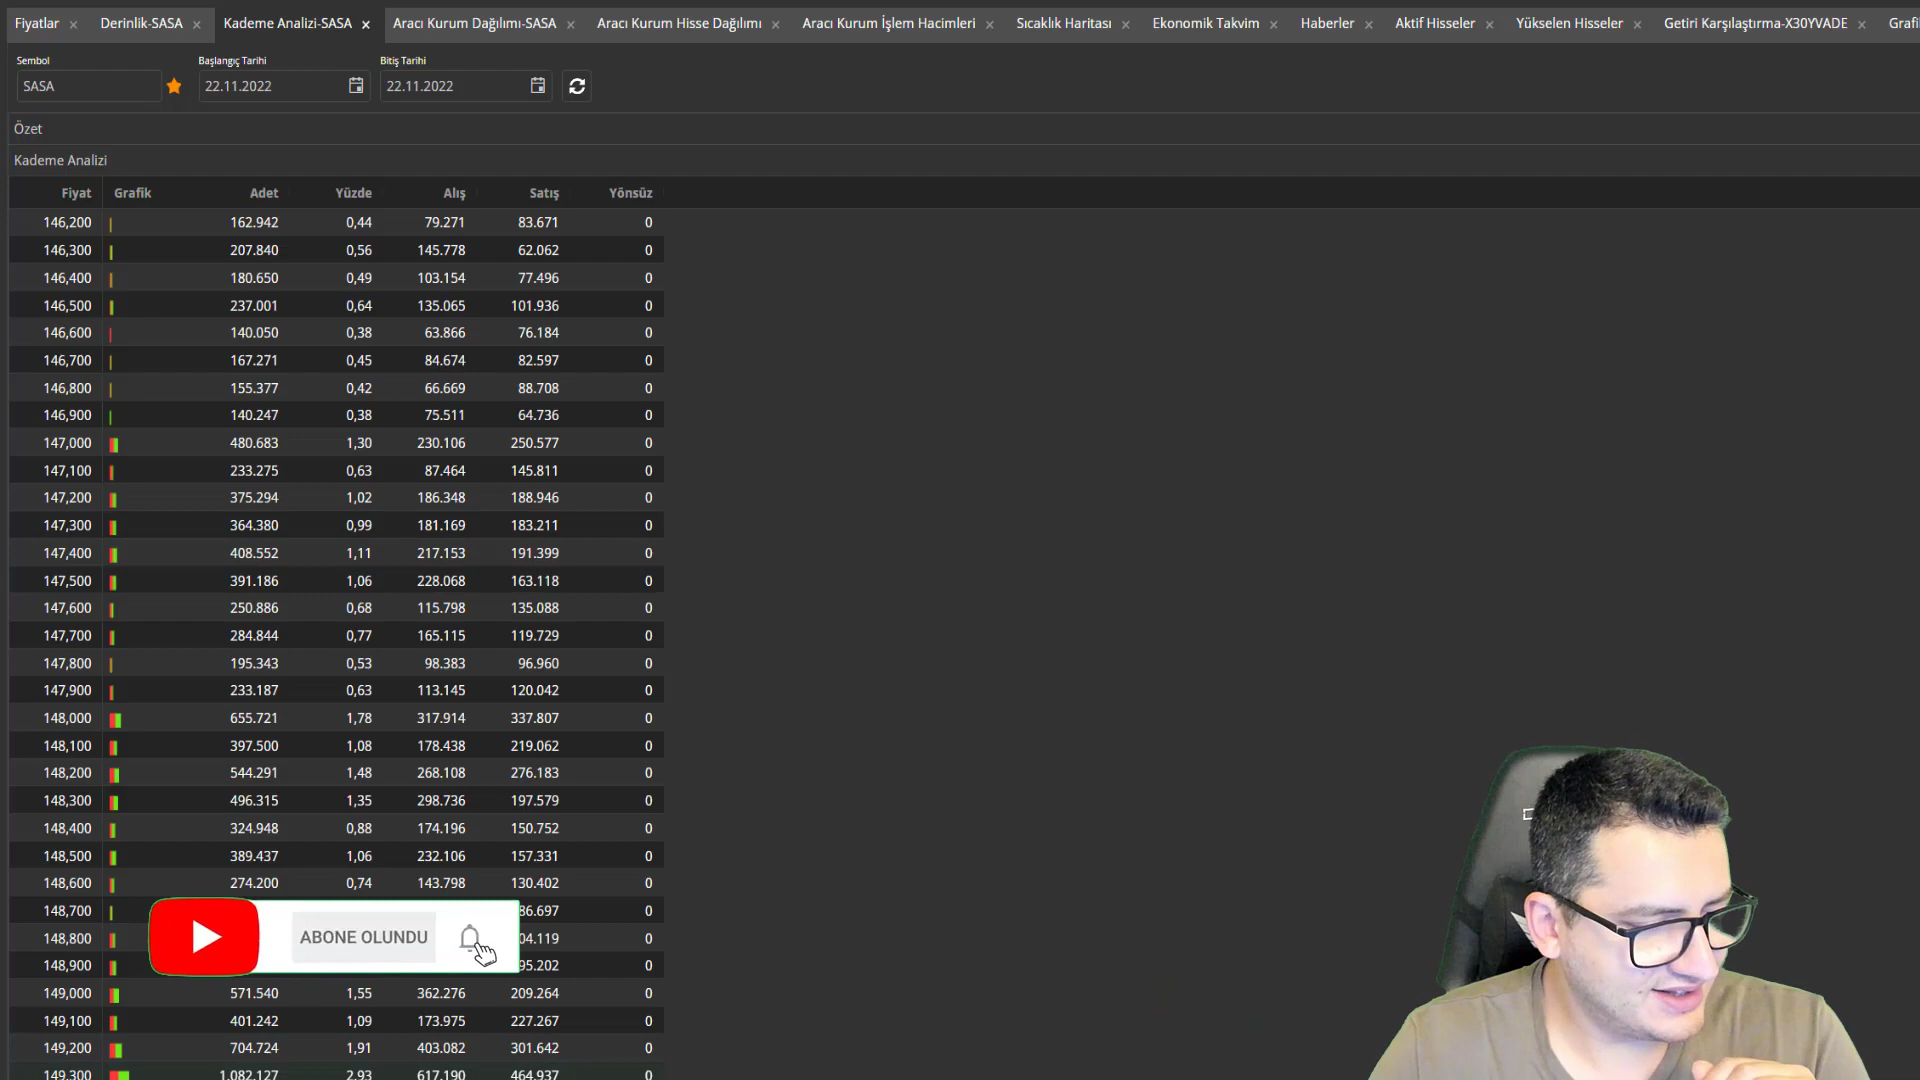 Fiyatlar Derinlik-SASA Kademe Analizi-SASA Aracı Kurum Dağılımı-SASA Aracı Kurum Hisse Dağılımı Aracı Kurum İşlem Hacimleri Sıcaklık Haritası Ekonomik Takvim Haberler Aktif Hisseler Yükselen Hisseler Getiri Karşılaştırma-X30YVADE Grafi
Sembol Başlangıç Tarihi Bitiş Tarihi
SASA 22.11.2022 22.11.2022
Özet
Kademe Analizi
Fiyat Grafik Adet Yüzde Alış Satış Yönsüz
146,200 162.942 0,44 79.271 83.671 0
146,300 207.840 0,56 145.778 62.062 0
146,400 180.650 0,49 103.154 77.496 0
146,500 237.001 0,64 135.065 101.936 0
146,600 140.050 0,38 63.866 76.184 0
146,700 167.271 0,45 84.674 82.597 0
146,800 155.377 0,42 66.669 88.708 0
146,900 140.247 0,38 75.511 64.736 0
147,000 480.683 1,30 230.106 250.577 0
147,100 233.275 0,63 87.464 145.811 0
147,200 375.294 1,02 186.348 188.946 0
147,300 364.380 0,99 181.169 183.211 0
147,400 408.552 1,11 217.153 191.399 0
147,500 391.186 1,06 228.068 163.118 0
147,600 250.886 0,68 115.798 135.088 0
147,700 284.844 0,77 165.115 119.729 0
147,800 195.343 0,53 98.383 96.960 0
147,900 233.187 0,63 113.145 120.042 0
148,000 655.721 1,78 317.914 337.807 0
148,100 397.500 1,08 178.438 219.062 0
148,200 544.291 1,48 268.108 276.183 0
148,300 496.315 1,35 298.736 197.579 0
148,400 324.948 0,88 174.196 150.752 0
148,500 389.437 1,06 232.106 157.331 0
148,600 274.200 0,74 143.798 130.402 0
148,700 86.697 0
148,800 04.119 0
ABONE OLUNDU
148,900 95.202 0
149,000 571.540 1,55 362.276 209.264 0
149,100 401.242 1,09 173.975 227.267 0
149,200 704.724 1,91 403.082 301.642 0
149,300 1.082.127 2,93 617.190 464.937 0